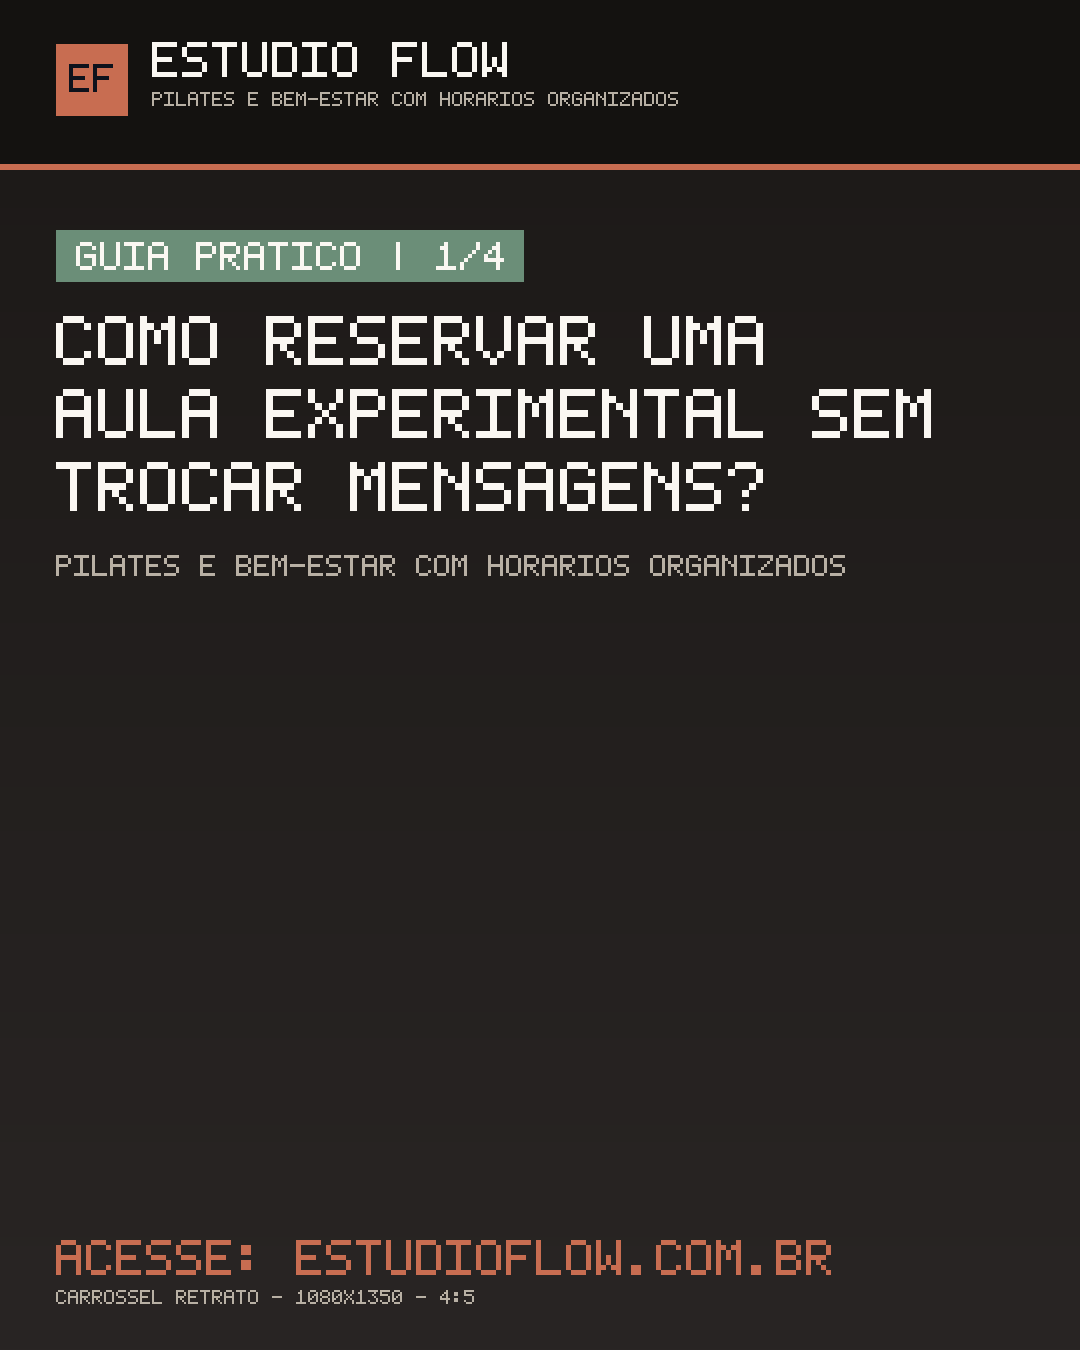 EF
ESTUDIO FLOW
PILATES E BEM-ESTAR COM HORARIOS ORGANIZADOS
GUIA PRATICO | 1/4
COMO RESERVAR UMA
AULA EXPERIMENTAL SEM
TROCAR MENSAGENS?
PILATES E BEM-ESTAR COM HORARIOS ORGANIZADOS
ACESSE: ESTUDIOFLOW.COM.BR
CARROSSEL RETRATO - 1080X1350 - 4:5